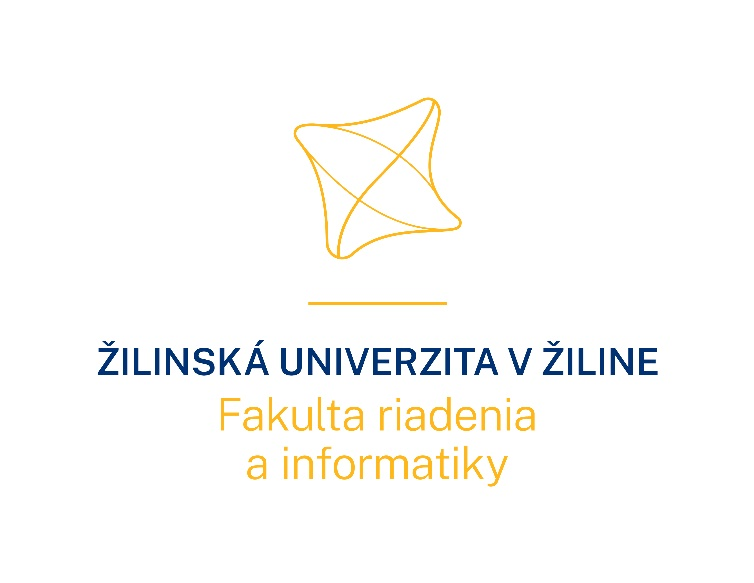 ŽILINSKÁ UNIVERZITA V ŽILINE
Fakulta riadenia
a informatiky